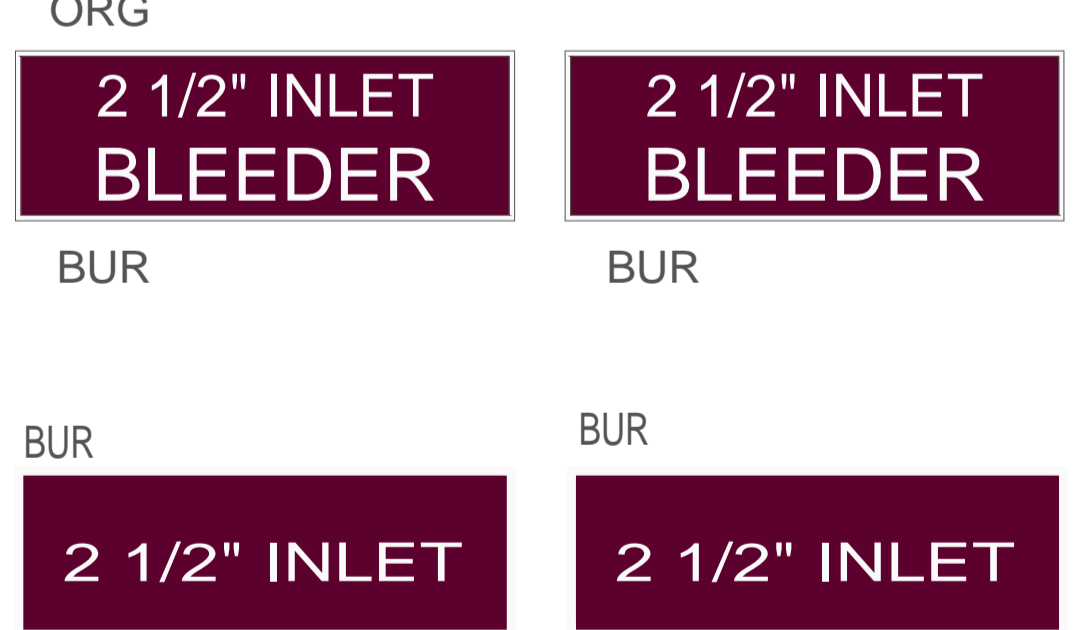 ORG
2 1/2" INLET
BLEEDER
2 1/2" INLET
BLEEDER
BUR
BUR
BUR
BUR
2 1/2" INLET
2 1/2" INLET